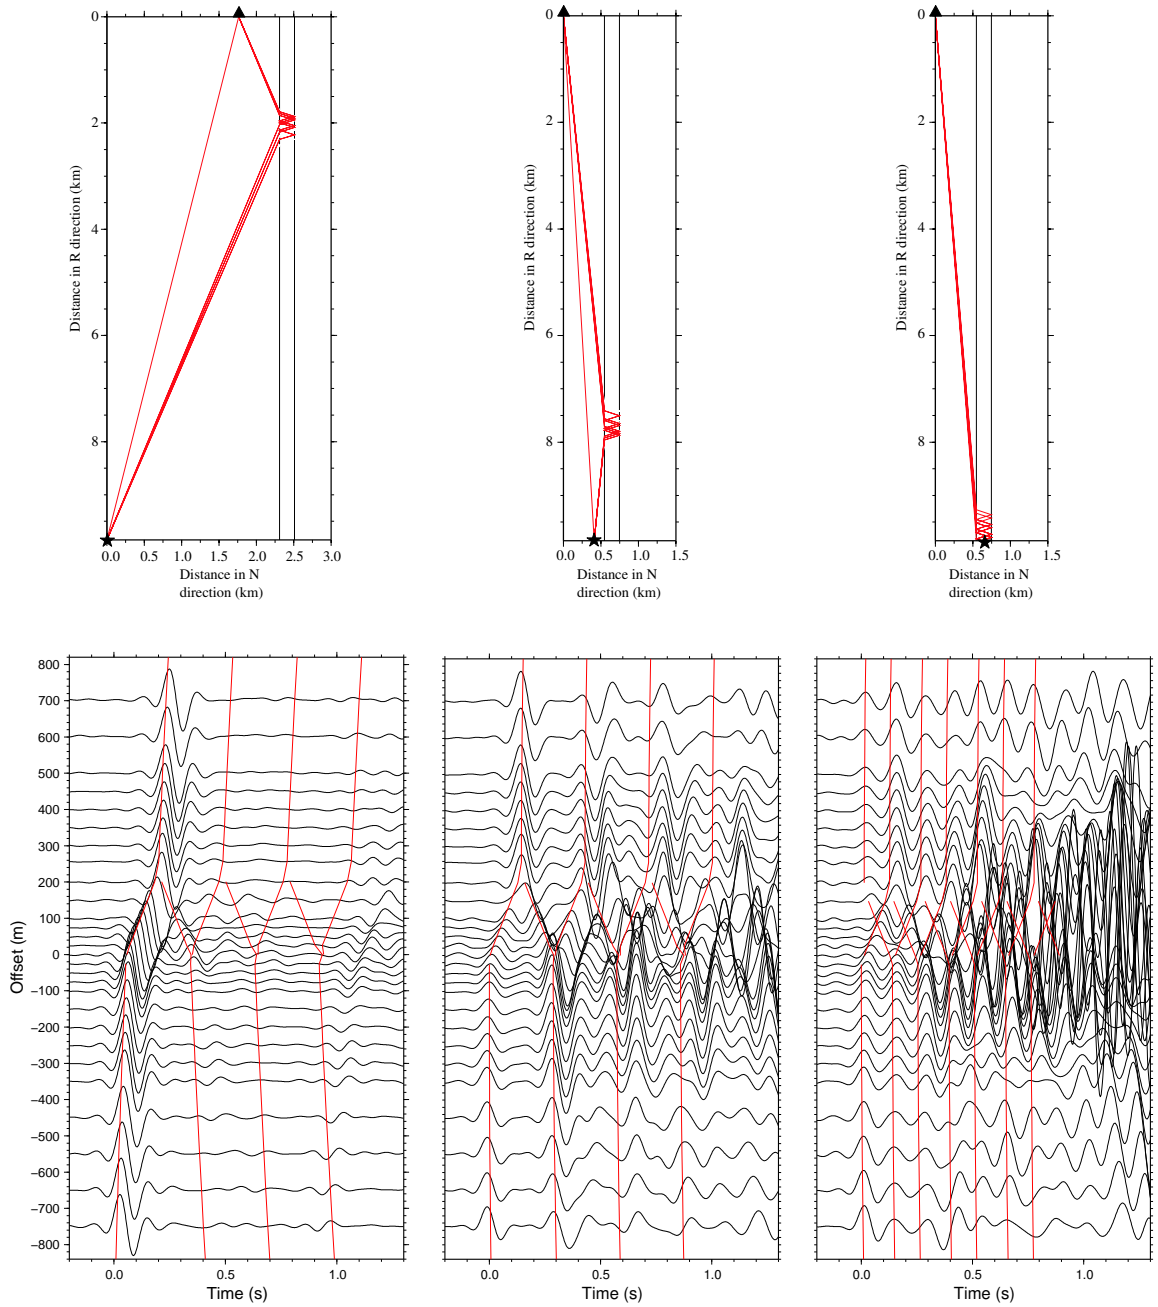 0
2
4
6
8
Distance in R direction (km)
0.0 0.5 1.0 1.5 2.0 2.5 3.0
Distance in N
direction (km)
0
2
4
6
8
Distance in R direction (km)
0.0 0.5 1.0 1.5
Distance in N
direction (km)
0
2
4
6
8
Distance in R direction (km)
0.0 0.5 1.0 1.5
Distance in N
direction (km)
800
700
600
500
400
300
200
100
0
−100
−200
−300
−400
−500
−600
−700
−800
Offset (m)
0.0 0.5 1.0
Time (s)
0.0 0.5 1.0
Time (s)
0.0 0.5 1.0
Time (s)